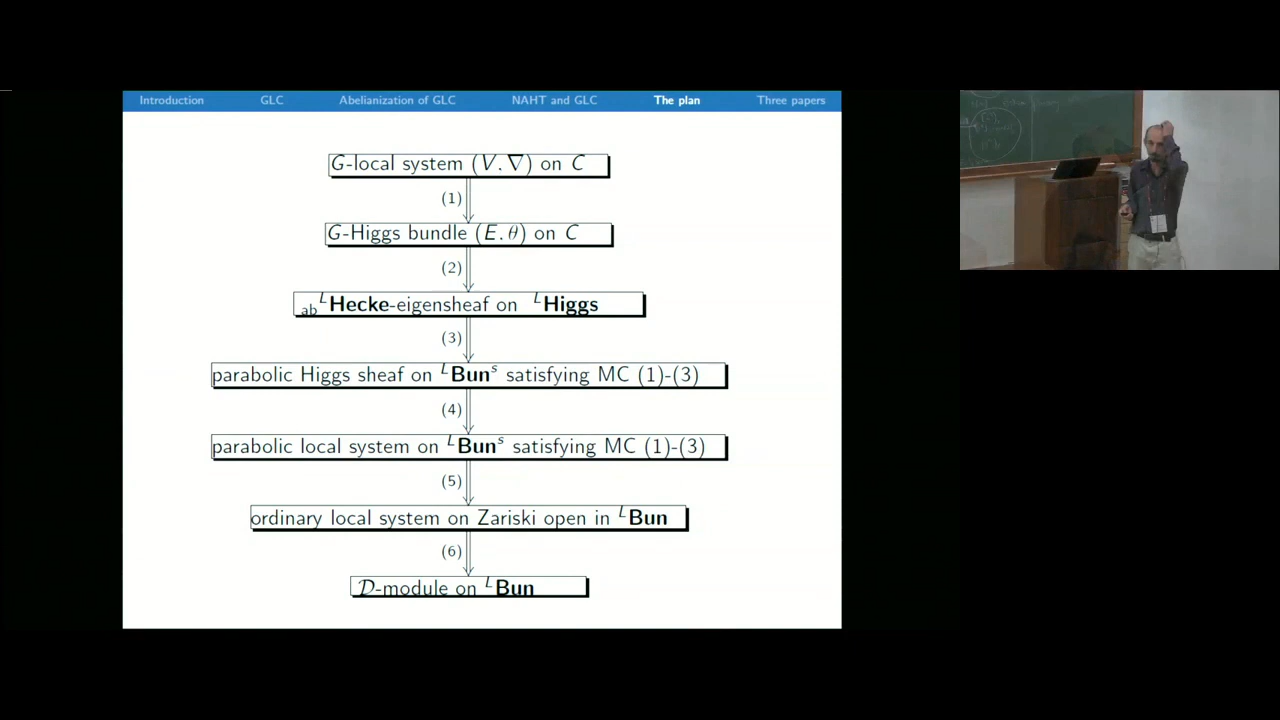 Introduction GLC Abelianization of GLC NAHT and GLC The plan Three papers
G-local system (V, ∇) on C
(1)
G-Higgs bundle (E, θ) on C
(2)
ab ᴸHecke-eigensheaf on ᴸHiggs
(3)
parabolic Higgs sheaf on ᴸBunˢ satisfying MC (1)-(3)
(4)
parabolic local system on ᴸBunˢ satisfying MC (1)-(3)
(5)
ordinary local system on Zariski open in ᴸBun
(6)
𝒟-module on ᴸBun